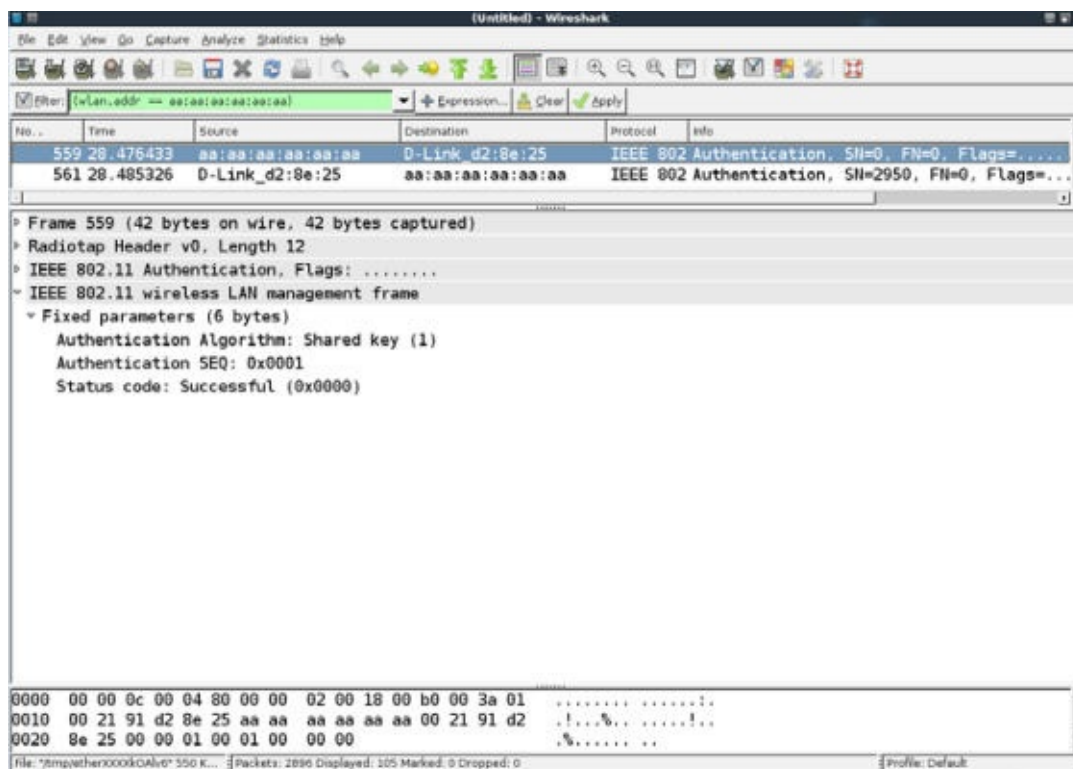 (Untitled) - Wireshark
File Edit View Go Capture Analyze Statistics Help
Filter: (wlan.addr == aa:aa:aa:aa:aa:aa) Expression... Clear Apply
No. . Time Source Destination Protocol Info
559 28.476433 aa:aa:aa:aa:aa:aa D-Link_d2:8e:25 IEEE 802 Authentication, SN=0, FN=0, Flags=.....
561 28.485326 D-Link_d2:8e:25 aa:aa:aa:aa:aa:aa IEEE 802 Authentication, SN=2950, FN=0, Flags=...
Frame 559 (42 bytes on wire, 42 bytes captured)
Radiotap Header v0, Length 12
IEEE 802.11 Authentication, Flags: ........
IEEE 802.11 wireless LAN management frame
Fixed parameters (6 bytes)
Authentication Algorithm: Shared key (1)
Authentication SEQ: 0x0001
Status code: Successful (0x0000)
0000 00 00 0c 00 04 80 00 00 02 00 18 00 b0 00 3a 01 ........ ......:.
0010 00 21 91 d2 8e 25 aa aa aa aa aa aa 00 21 91 d2 .!...%.. .....!..
0020 8e 25 00 00 01 00 01 00 00 00 .%...... ..
File: 550 K... Packets: 2896 Displayed: 105 Marked: 0 Dropped: 0 Profile: Default